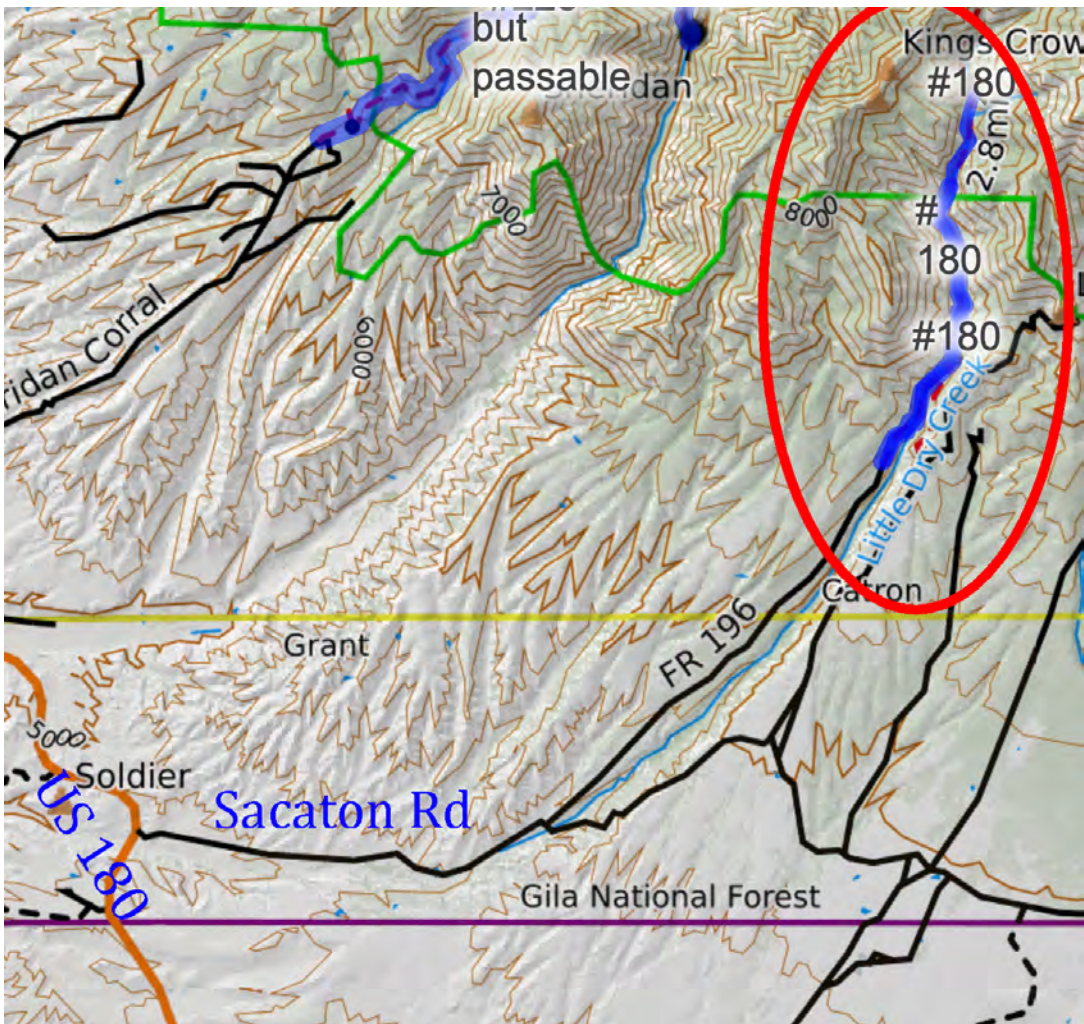 but
passable
Kings Crow
#180
2.8mi
#
180
8000
7000
#180
6000
ridan Corral
Little Dry Creek
Catron
FR 196
Grant
5000
Soldier
US 180
Sacaton Rd
Gila National Forest